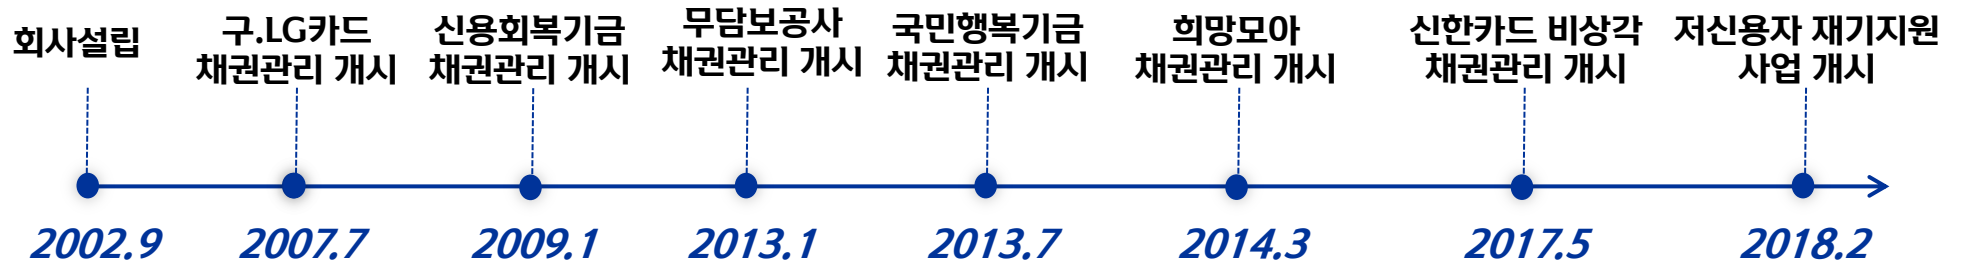 회사설립
구.LG카드
채권관리 개시
신용회복기금
채권관리 개시
무담보공사
채권관리 개시
국민행복기금
채권관리 개시
희망모아
채권관리 개시
신한카드 비상각
채권관리 개시
저신용자 재기지원
사업 개시
2002.9
2007.7
2009.1
2013.1
2013.7
2014.3
2017.5
2018.2